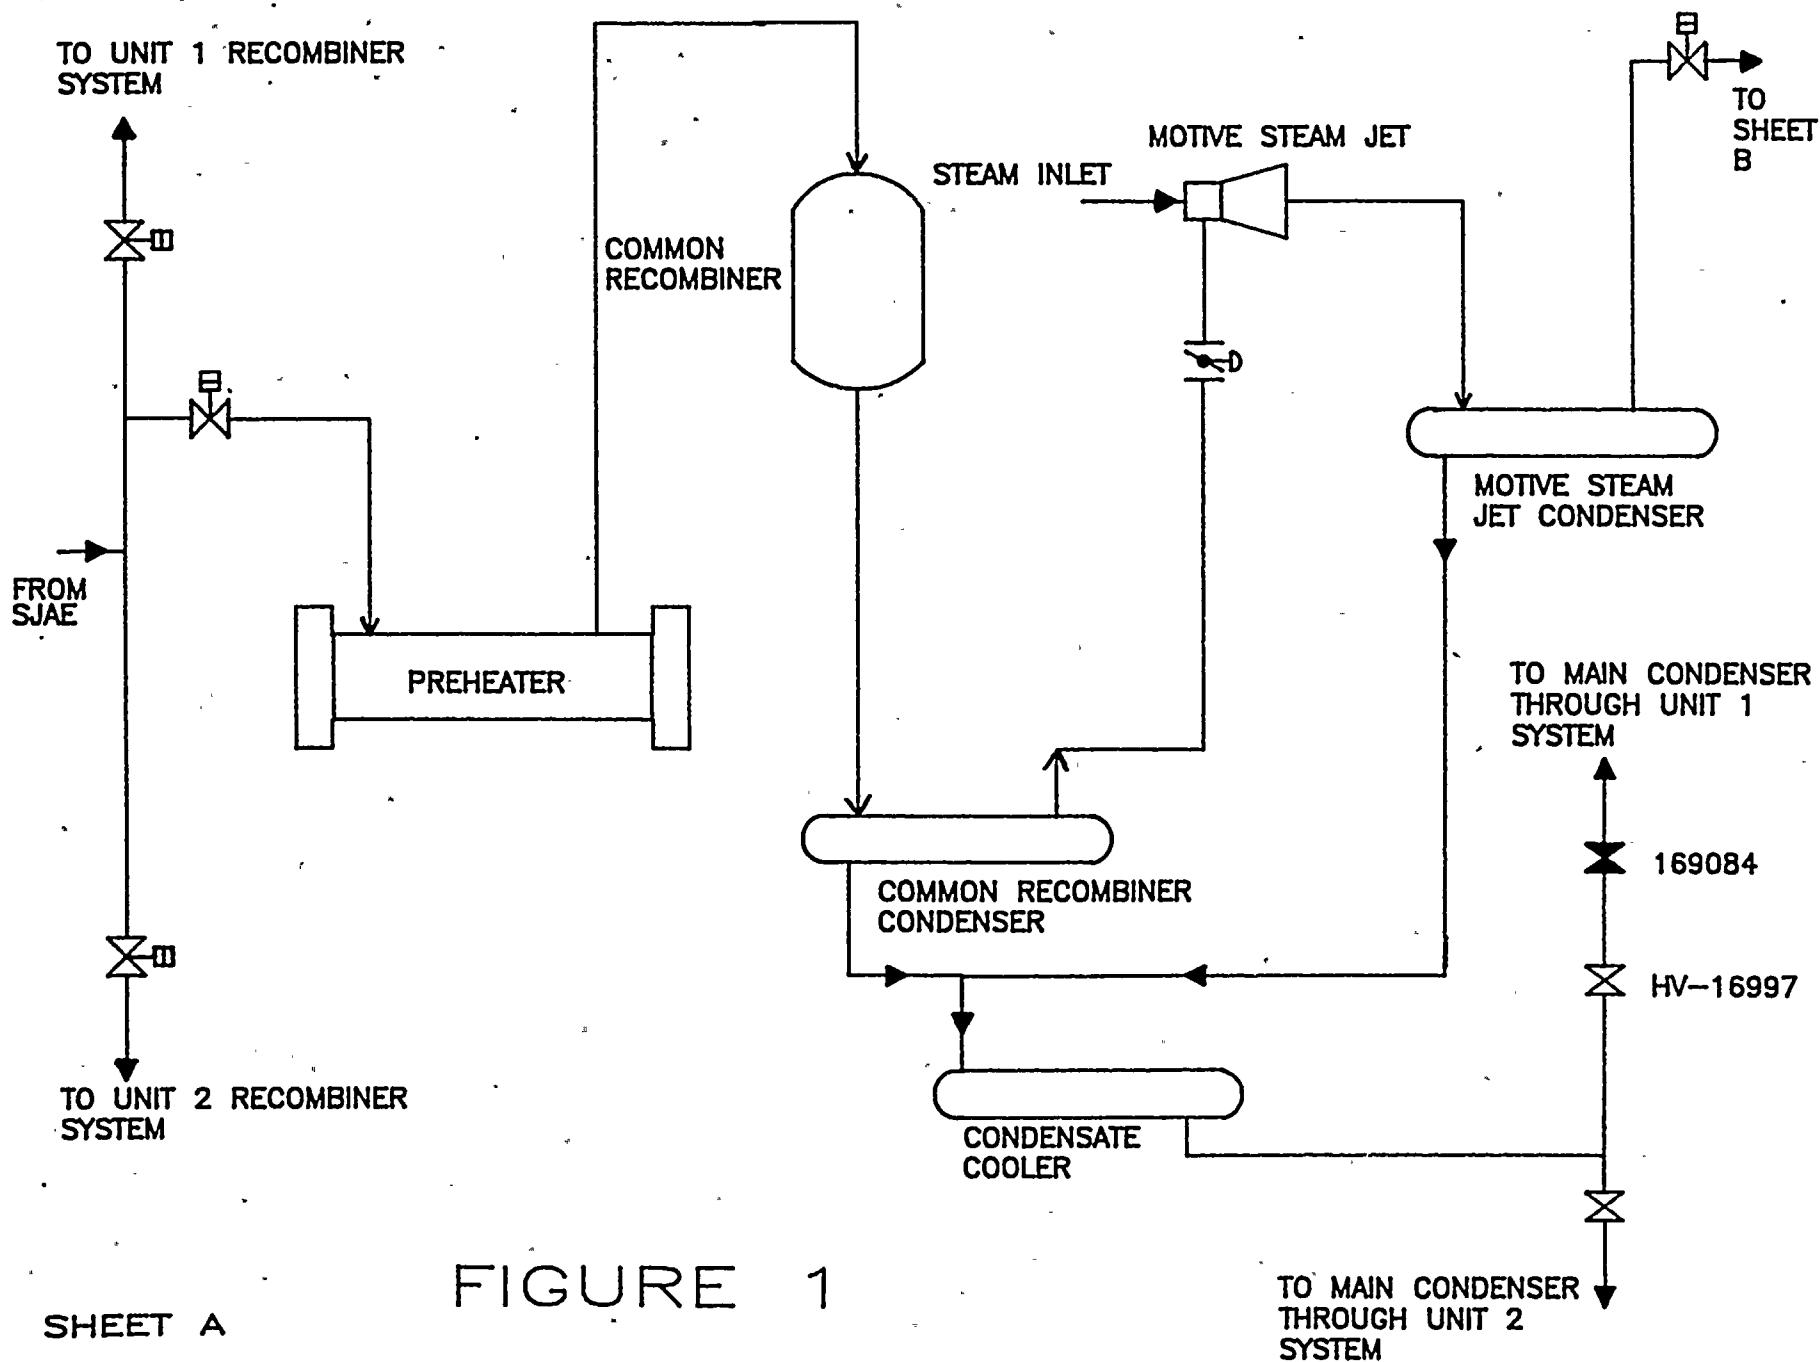 TO UNIT 1 RECOMBINER
SYSTEM
TO
SHEET
B
MOTIVE STEAM JET
STEAM INLET
COMMON
RECOMBINER
MOTIVE STEAM
JET CONDENSER
FROM
SJAE
PREHEATER
TO MAIN CONDENSER
THROUGH UNIT 1
SYSTEM
169084
COMMON RECOMBINER
CONDENSER
HV-16997
TO UNIT 2 RECOMBINER
SYSTEM
CONDENSATE
COOLER
FIGURE 1
TO MAIN CONDENSER
THROUGH UNIT 2
SYSTEM
SHEET A